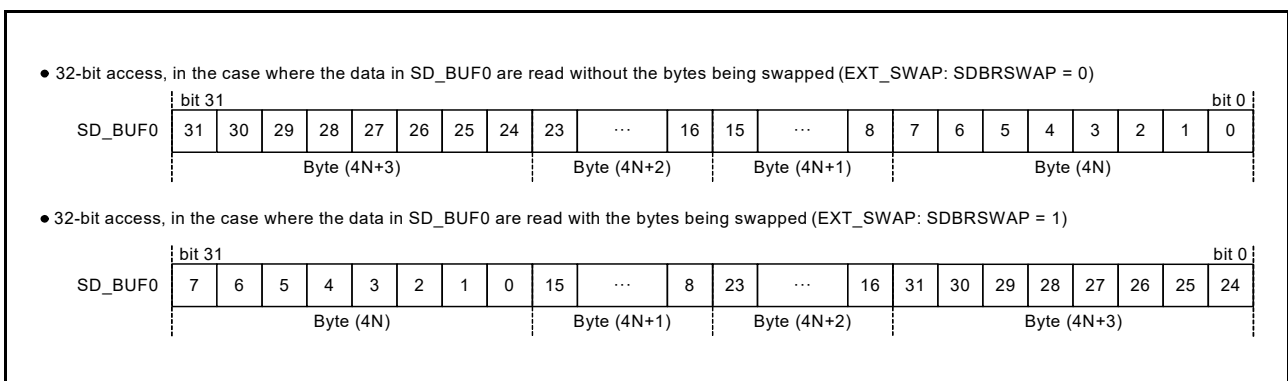 ● 32-bit access, in the case where the data in SD_BUF0 are read without the bytes being swapped (EXT_SWAP: SDBRSWAP = 0)
bit 31 bit 0
SD_BUF0 31 30 29 28 27 26 25 24 23 ··· 16 15 ··· 8 7 6 5 4 3 2 1 0
Byte (4N+3) Byte (4N+2) Byte (4N+1) Byte (4N)
● 32-bit access, in the case where the data in SD_BUF0 are read with the bytes being swapped (EXT_SWAP: SDBRSWAP = 1)
bit 31 bit 0
SD_BUF0 7 6 5 4 3 2 1 0 15 ··· 8 23 ··· 16 31 30 29 28 27 26 25 24
Byte (4N) Byte (4N+1) Byte (4N+2) Byte (4N+3)